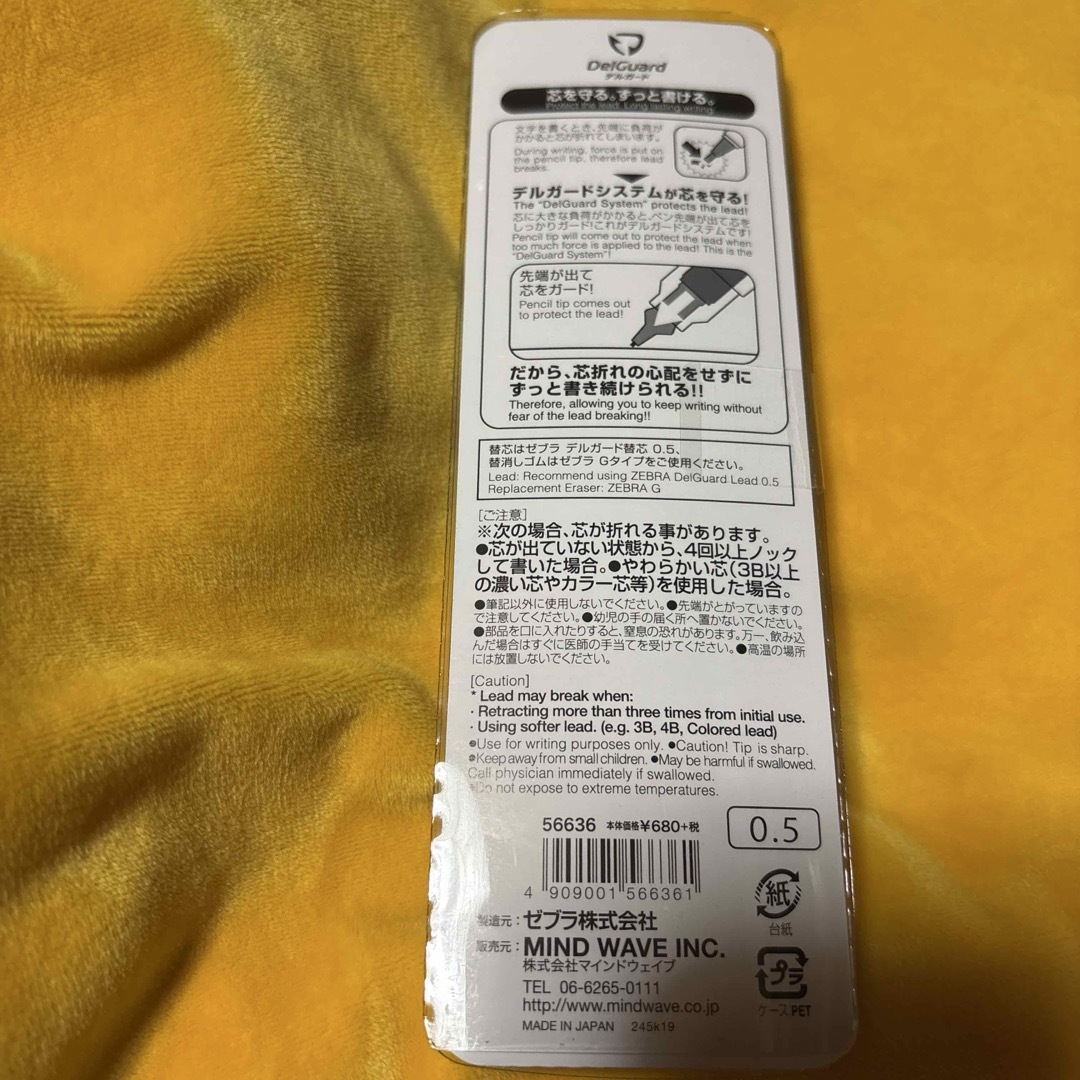 DelGuard
デルガード
芯を守る。ずっと書ける。
Protect the lead. Long lasting writing.
文字を書くとき、先端に負荷が
かかると芯が折れてしまいます。
During writing, force is put on
the pencil tip, therefore lead
breaks.
デルガードシステムが芯を守る!
The "DelGuard System" protects the lead!
芯に大きな負荷がかかると、ペン先端が出て芯を
しっかりガード!これがデルガードシステムです!
Pencil tip will come out to protect the lead when
too much force is applied to the lead! This is the
"DelGuard System"!
先端が出て
芯をガード!
Pencil tip comes out
to protect the lead!
だから、芯折れの心配をせずに
ずっと書き続けられる!!
Therefore, allowing you to keep writing without
fear of the lead breaking!!
替芯はゼブラ デルガード替芯 0.5、
替消しゴムはゼブラ Gタイプをご使用ください。
Lead: Recommend using ZEBRA DelGuard Lead 0.5
Replacement Eraser: ZEBRA G
[ご注意]
※次の場合、芯が折れる事があります。
●芯が出ていない状態から、4回以上ノック
して書いた場合。●やわらかい芯(3B以上
の濃い芯やカラー芯等)を使用した場合。
●筆記以外に使用しないでください。●先端がとがっていますの
で注意してください。●幼児の手の届く所へ置かないでください。
●部品を口に入れたりすると、窒息の恐れがあります。万一、飲み込
んだ場合はすぐに医師の手当てを受けてください。●高温の場所
には放置しないでください。
[Caution]
* Lead may break when:
· Retracting more than three times from initial use.
· Using softer lead. (e.g. 3B, 4B, Colored lead)
●Use for writing purposes only. ●Caution! Tip is sharp.
●Keep away from small children. ●May be harmful if swallowed.
Call physician immediately if swallowed.
●Do not expose to extreme temperatures.
56636 本体価格¥680+税
0.5
4 909001 566361
紙
台紙
製造元:ゼブラ株式会社
販売元:MIND WAVE INC.
株式会社マインドウェイブ
プラ
ケース PET
TEL 06-6265-0111
http://www.mindwave.co.jp
MADE IN JAPAN 245k19